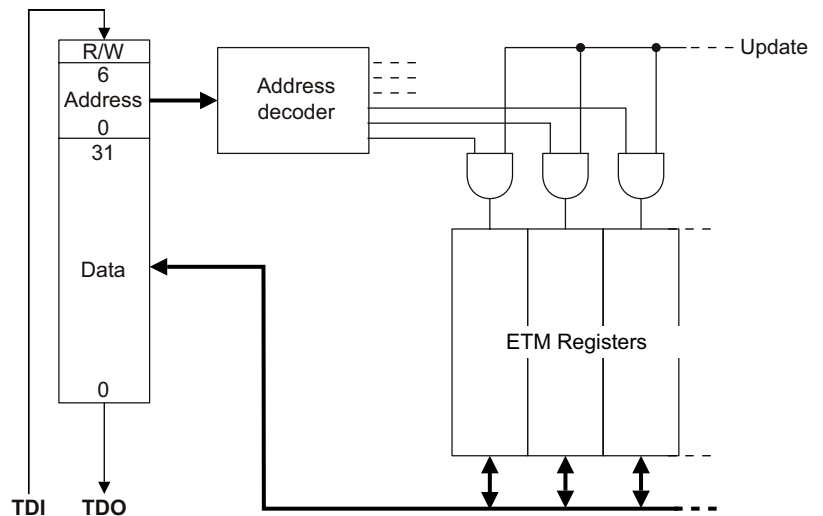 R/W
6
Address
0
31
Data
0
TDI
TDO
Address
decoder
Update
ETM Registers